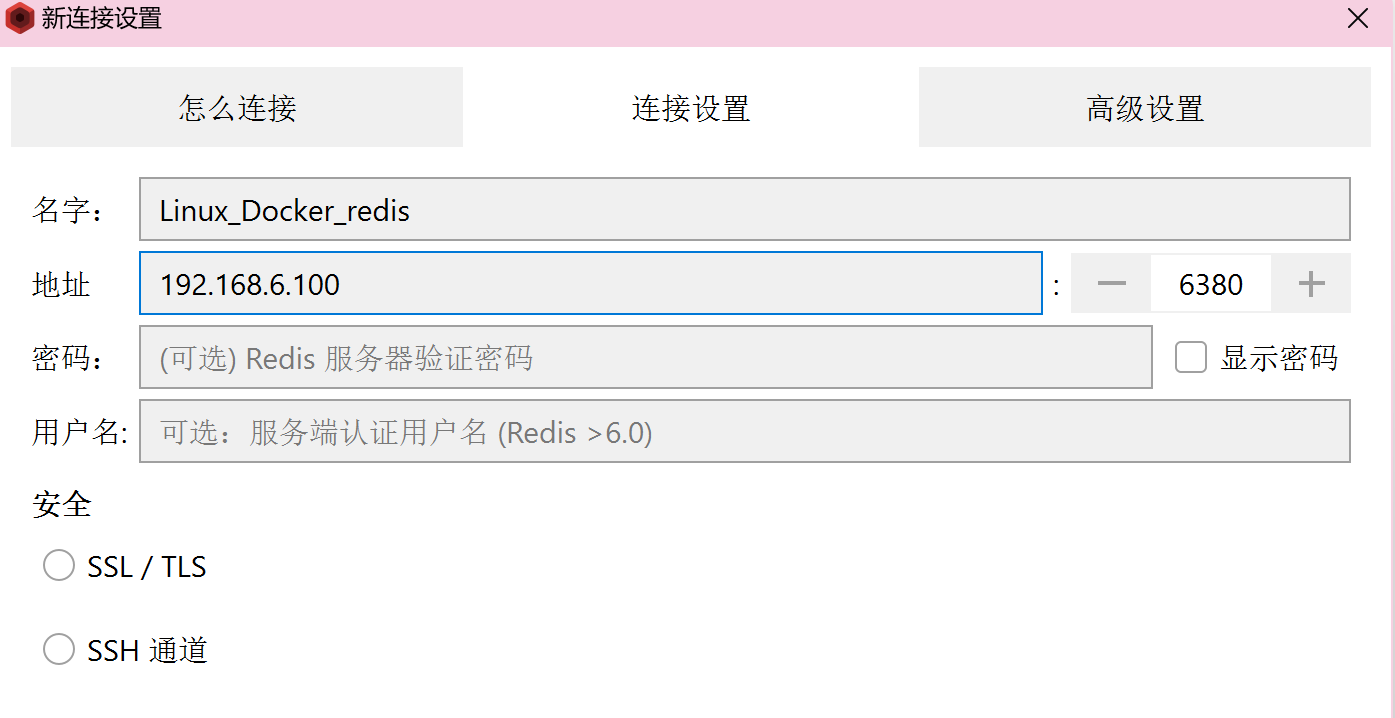 新连接设置
怎么连接 连接设置 高级设置
名字： Linux_Docker_redis
地址 192.168.6.100 : 6380
密码： (可选) Redis 服务器验证密码 显示密码
用户名: 可选：服务端认证用户名 (Redis >6.0)
安全
SSL / TLS
SSH 通道